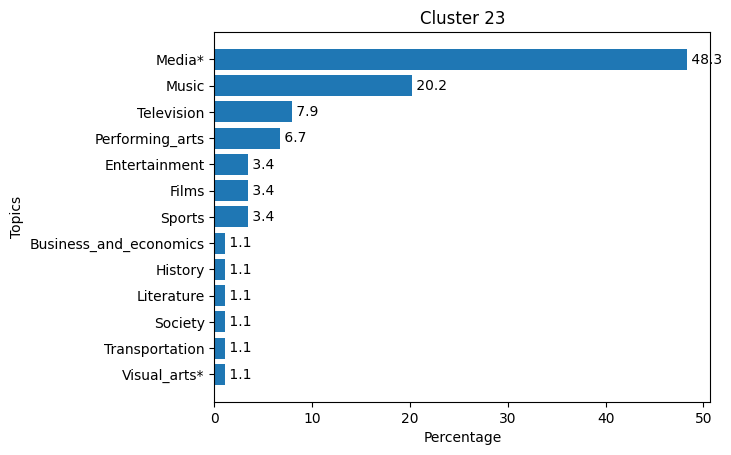 Cluster 23
Topics
Media* 48.3
Music 20.2
Television 7.9
Performing_arts 6.7
Entertainment 3.4
Films 3.4
Sports 3.4
Business_and_economics 1.1
History 1.1
Literature 1.1
Society 1.1
Transportation 1.1
Visual_arts* 1.1
0 10 20 30 40 50
Percentage